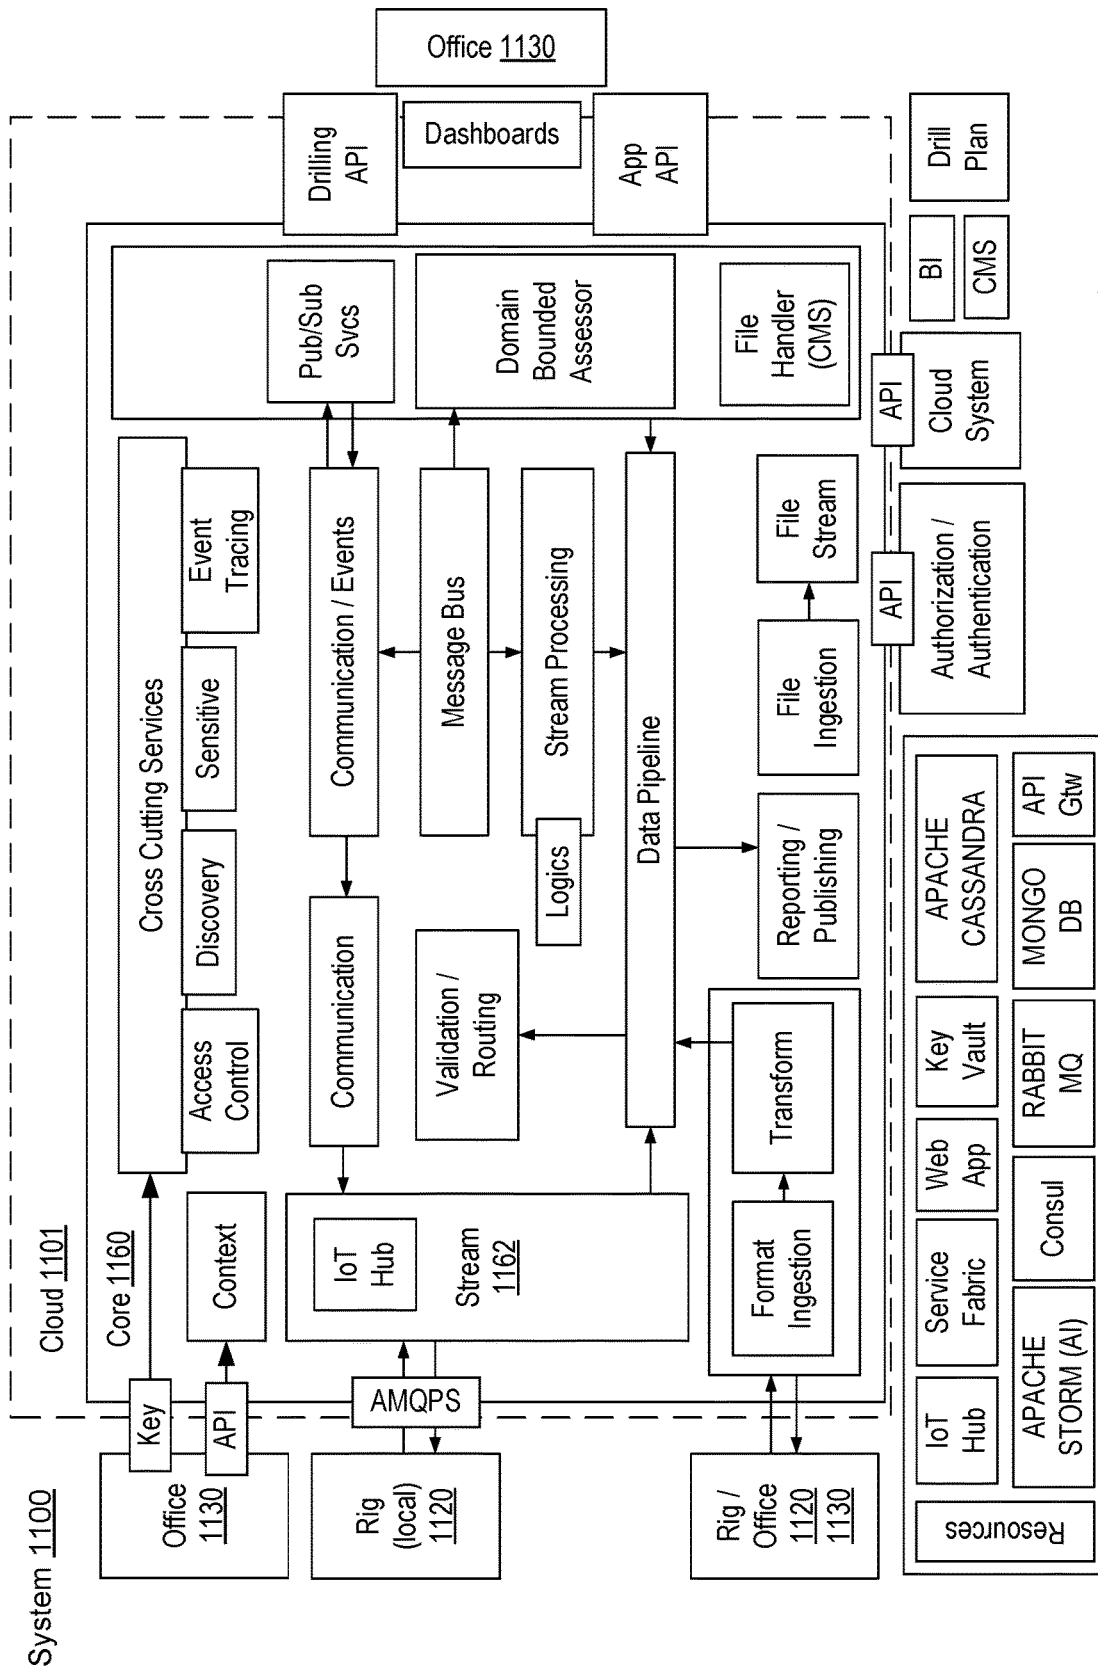 System 1100
Cloud 1101
Core 1160
Office
1130
Key
API
Context
Cross Cutting Services
Access
Control
Discovery
Sensitive
Event
Tracing
Rig
(local)
1120
AMQPS
IoT
Hub
Stream
1162
Communication
Communication / Events
Pub/Sub
Svcs
Validation /
Routing
Message Bus
Domain
Bounded
Assessor
Logics
Stream Processing
Data Pipeline
Rig /
Office
1120
1130
Format
Ingestion
Transform
Reporting /
Publishing
File
Ingestion
File
Stream
File
Handler
(CMS)
Drilling
API
Dashboards
App
API
Office 1130
API
Authorization /
Authentication
API
Cloud
System
BI
CMS
Drill
Plan
Resources
IoT
Hub
Service
Fabric
Web
App
Key
Vault
APACHE
CASSANDRA
APACHE
STORM (AI)
Consul
RABBIT
MQ
MONGO
DB
API
Gtw